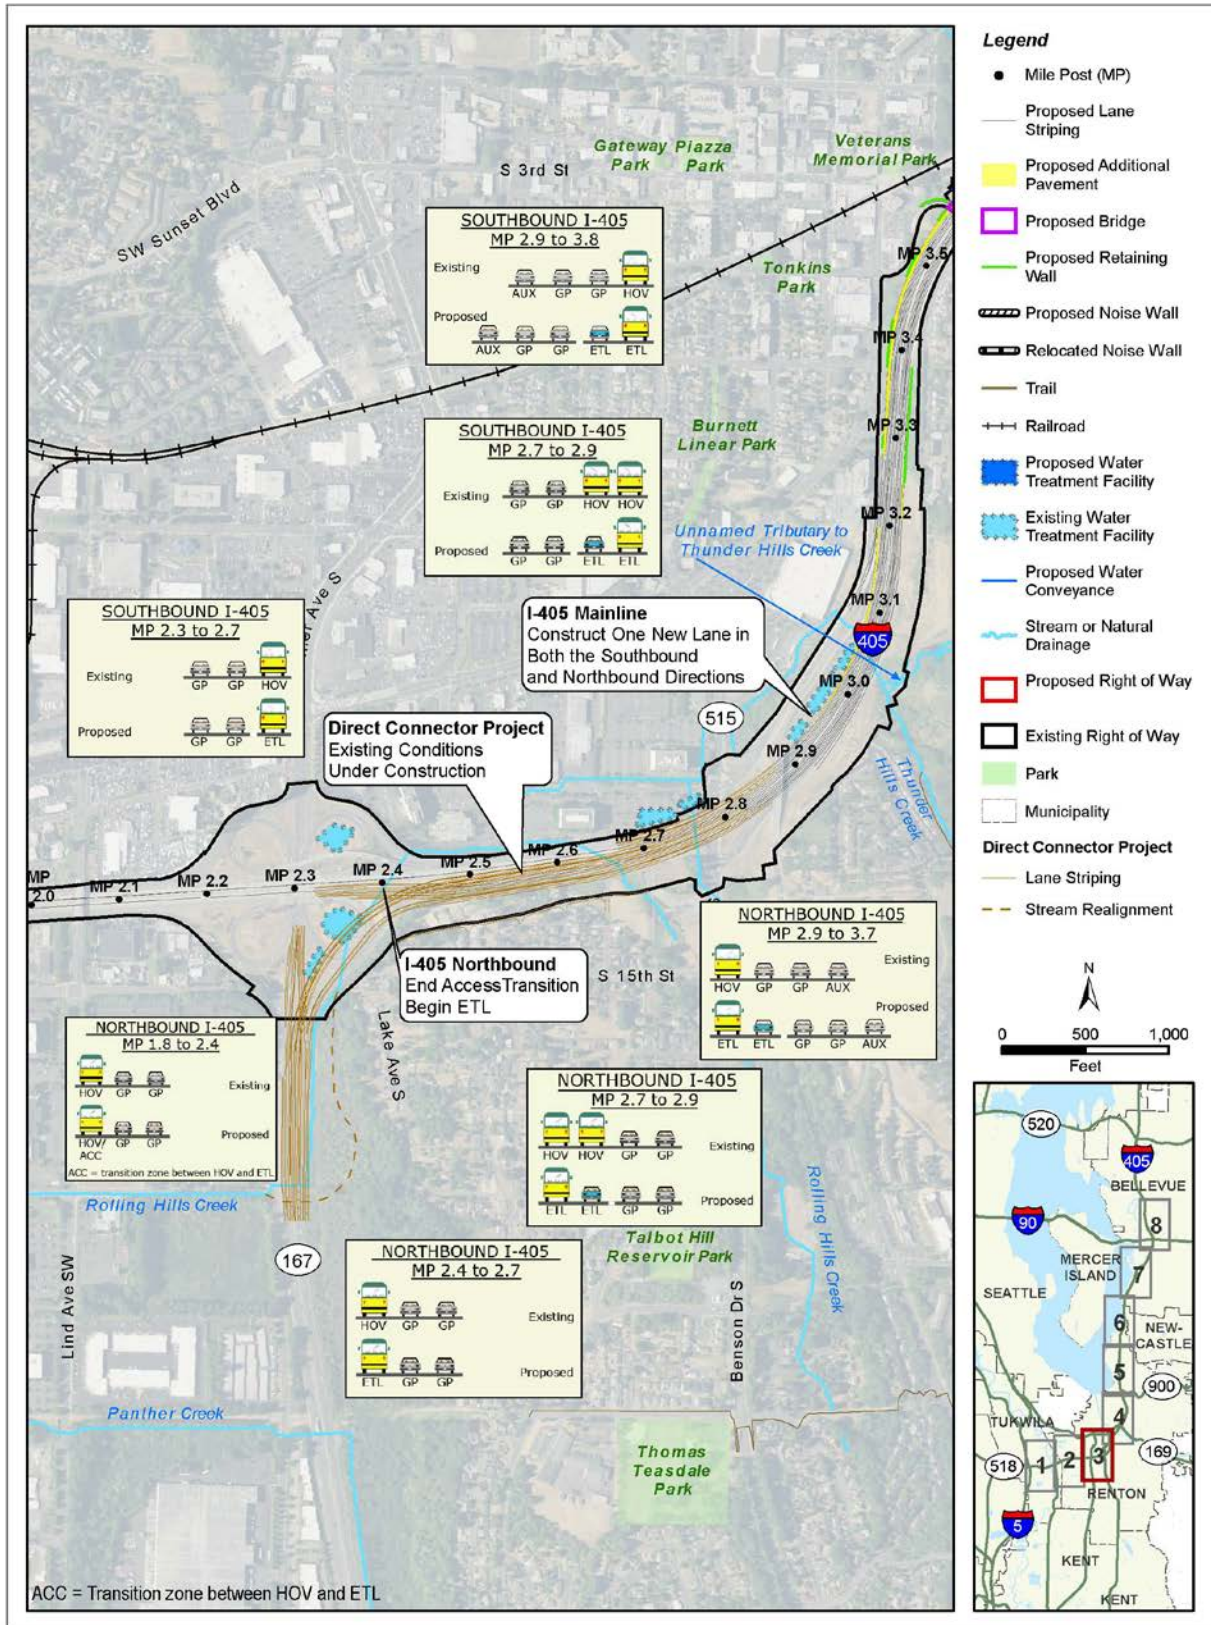 S 3rd St
Gateway
Park
Piazza
Park
Veterans
Memorial Park
SW Sunset Blvd
SOUTHBOUND I-405
MP 2.9 to 3.8
Existing
AUX GP GP HOV
Proposed
AUX GP GP ETL ETL
Tonkins
Park
MP 3.5
MP 3.4
MP 3.3
MP 3.2
MP 3.1
405
MP 3.0
MP 2.9
MP 2.8
MP 2.7
MP 2.6
MP 2.5
MP 2.4
MP 2.3
MP 2.2
MP 2.1
MP
2.0
SOUTHBOUND I-405
MP 2.7 to 2.9
Existing
GP GP HOV HOV
Proposed
GP GP ETL ETL
Burnett
Linear Park
Unnamed Tributary to
Thunder Hills Creek
SOUTHBOUND I-405
MP 2.3 to 2.7
Existing
GP GP HOV
Proposed
GP GP ETL
Ave S
I-405 Mainline
Construct One New Lane in
Both the Southbound
and Northbound Directions
515
Direct Connector Project
Existing Conditions
Under Construction
Thunder
Hills Creek
I-405 Northbound
End AccessTransition
Begin ETL
S 15th St
Lake Ave S
NORTHBOUND I-405
MP 2.9 to 3.7
Existing
HOV GP GP AUX
Proposed
ETL ETL GP GP AUX
NORTHBOUND I-405
MP 1.8 to 2.4
Existing
HOV GP GP
Proposed
HOV/ GP GP
ACC
ACC = transition zone between HOV and ETL
NORTHBOUND I-405
MP 2.7 to 2.9
Existing
HOV HOV GP GP
Proposed
ETL ETL GP GP
Rolling Hills Creek
Rolling Hills Creek
Talbot Hill
Reservoir Park
167
NORTHBOUND I-405
MP 2.4 to 2.7
Existing
HOV GP GP
Proposed
ETL GP GP
Lind Ave SW
Benson Dr S
Panther Creek
Thomas
Teasdale
Park
ACC = Transition zone between HOV and ETL
Legend
Mile Post (MP)
Proposed Lane
Striping
Proposed Additional
Pavement
Proposed Bridge
Proposed Retaining
Wall
Proposed Noise Wall
Relocated Noise Wall
Trail
Railroad
Proposed Water
Treatment Facility
Existing Water
Treatment Facility
Proposed Water
Conveyance
Stream or Natural
Drainage
Proposed Right of Way
Existing Right of Way
Park
Municipality
Direct Connector Project
Lane Striping
Stream Realignment
N
0 500 1,000
Feet
520
405
BELLEVUE
90
8
MERCER
ISLAND
7
SEATTLE
6
NEW-
CASTLE
5
900
4
TUKWILA
169
518
1
2
3
RENTON
5
KENT
KENT